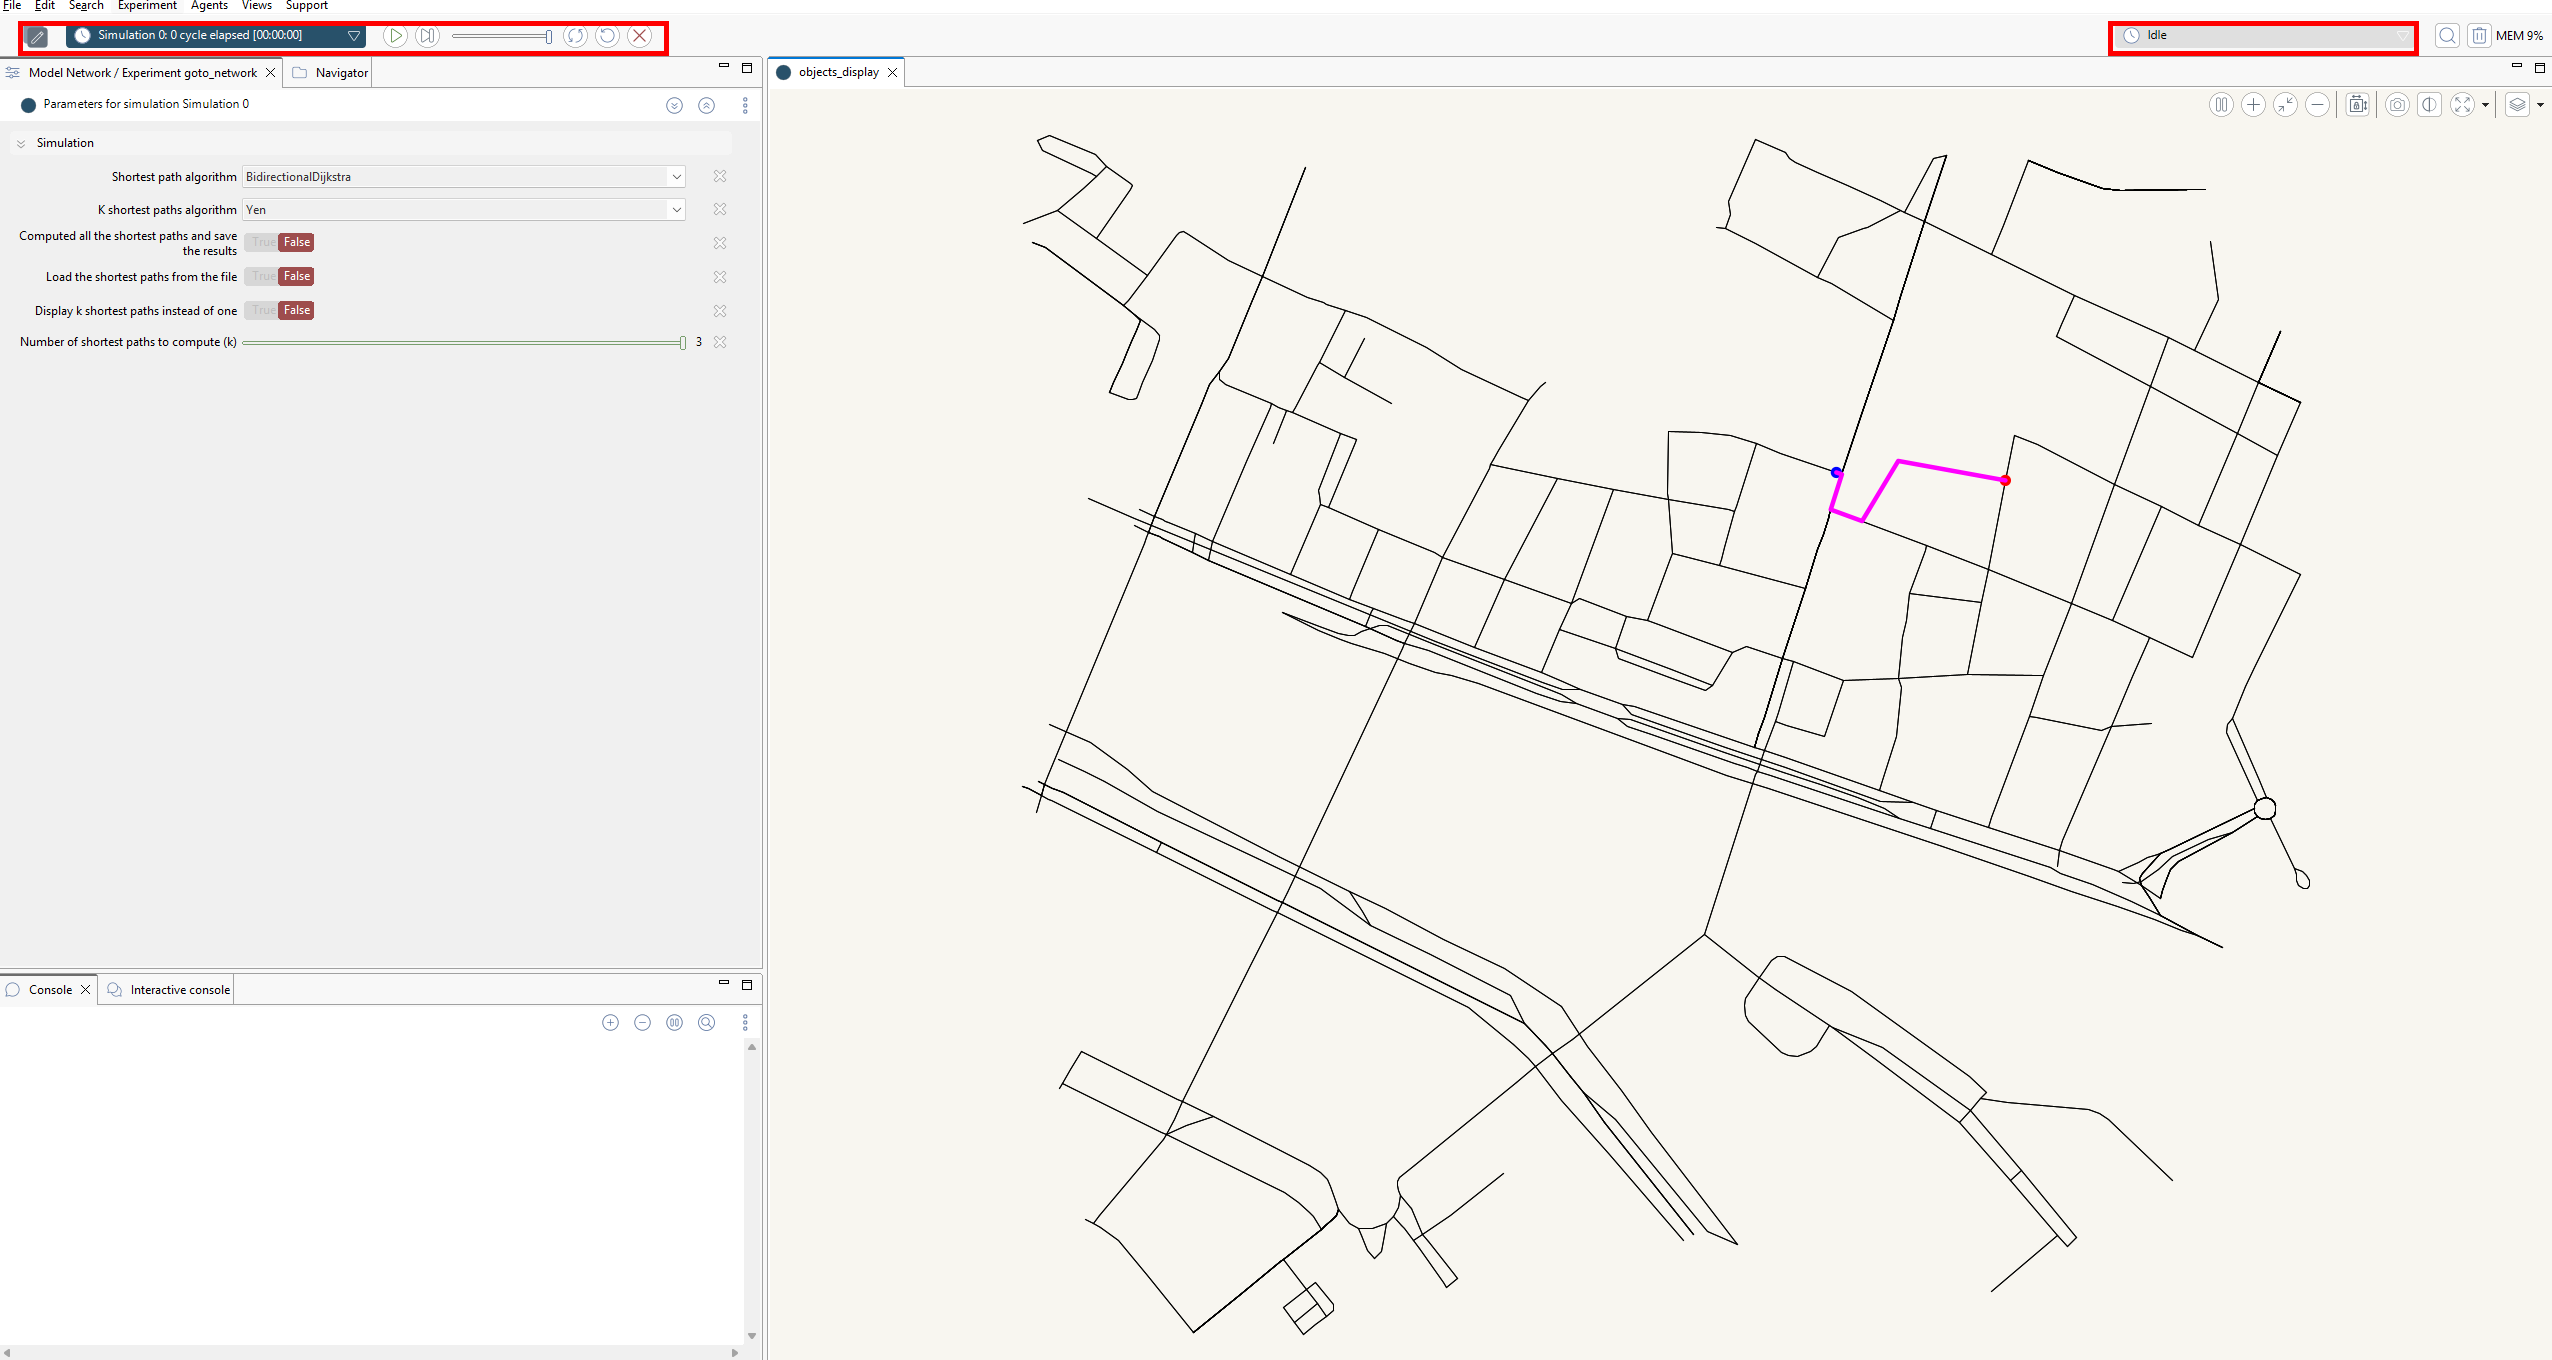 File Edit Search Experiment Agents Views Support
Simulation 0: 0 cycle elapsed [00:00:00]
Idle
MEM 9%
Model Network / Experiment goto_network
Navigator
objects_display
Parameters for simulation Simulation 0
Simulation
Shortest path algorithm BidirectionalDijkstra
K shortest paths algorithm Yen
Computed all the shortest paths and save
the results
True False
Load the shortest paths from the file True False
Display k shortest paths instead of one True False
Number of shortest paths to compute (k) 3
Console
Interactive console